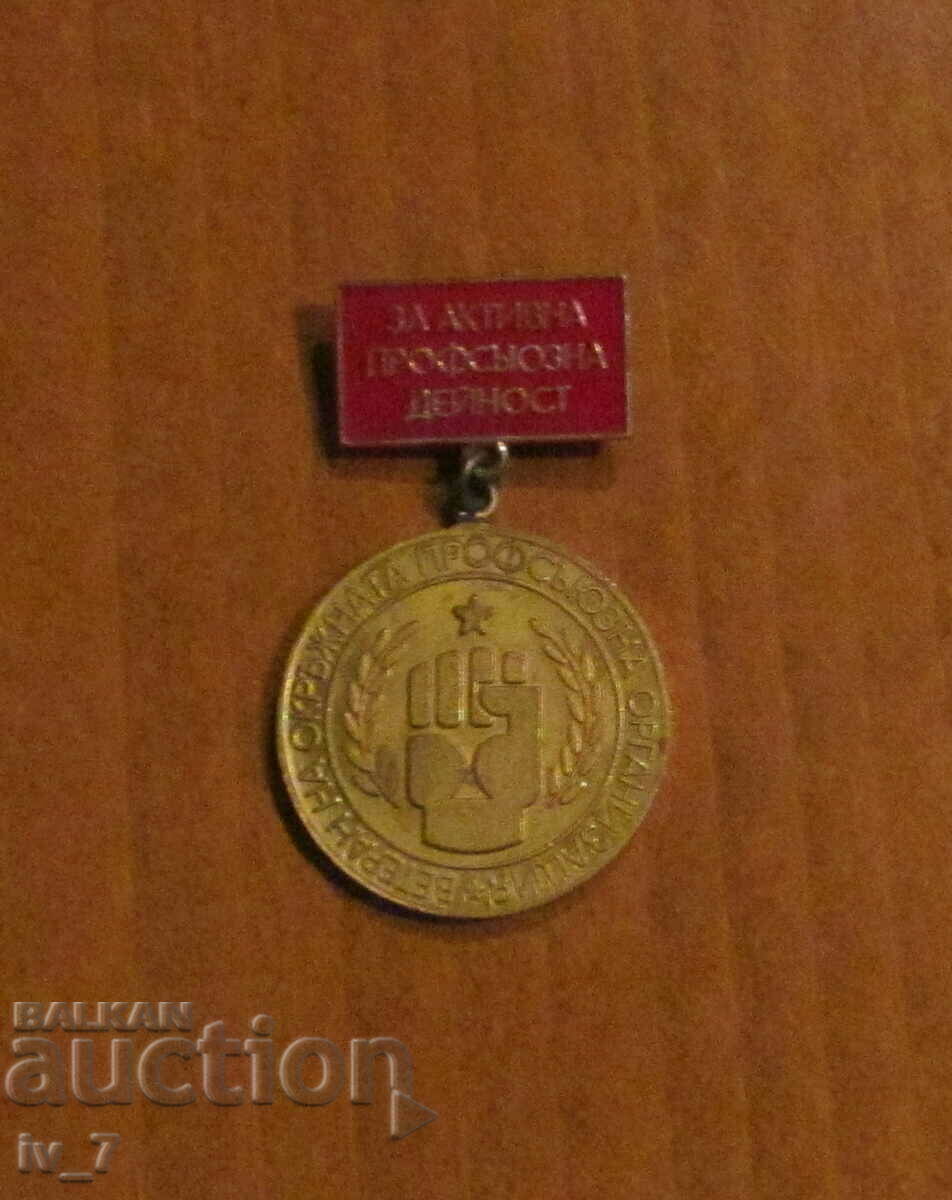 ЗА АКТИВНА
ПРОФСЪЮЗНА
ДЕЙНОСТ
ВЕТЕРАН НА ОКРЪЖНАТА ПРОФСЪЮЗНА ОРГАНИЗАЦИЯ
BALKAN
auction
iv_7